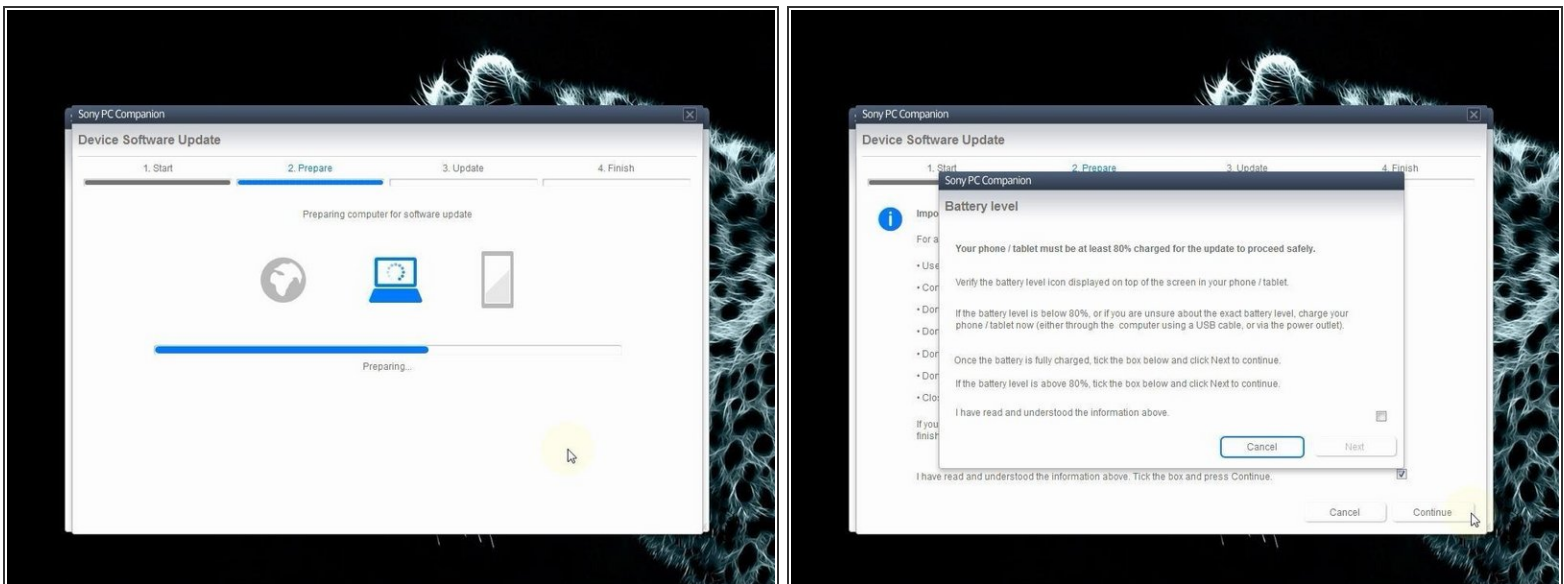 Sony PC Companion
Device Software Update
1. Start
2. Prepare
3. Update
4. Finish
Preparing computer for software update
Preparing...
Sony PC Companion
Device Software Update
1. Start
2. Prepare
3. Update
4. Finish
Sony PC Companion
Battery level
Your phone / tablet must be at least 80% charged for the update to proceed safely.
Verify the battery level icon displayed on top of the screen in your phone / tablet.
If the battery level is below 80%, or if you are unsure about the exact battery level, charge your
phone / tablet now (either through the computer using a USB cable, or via the power outlet).
Once the battery is fully charged, tick the box below and click Next to continue.
If the battery level is above 80%, tick the box below and click Next to continue.
I have read and understood the information above.
Cancel
Next
Impo
For a
• Use
• Con
• Don
• Don
• Don
• Don
• Clos
If you
finish
I have read and understood the information above. Tick the box and press Continue.
Cancel
Continue